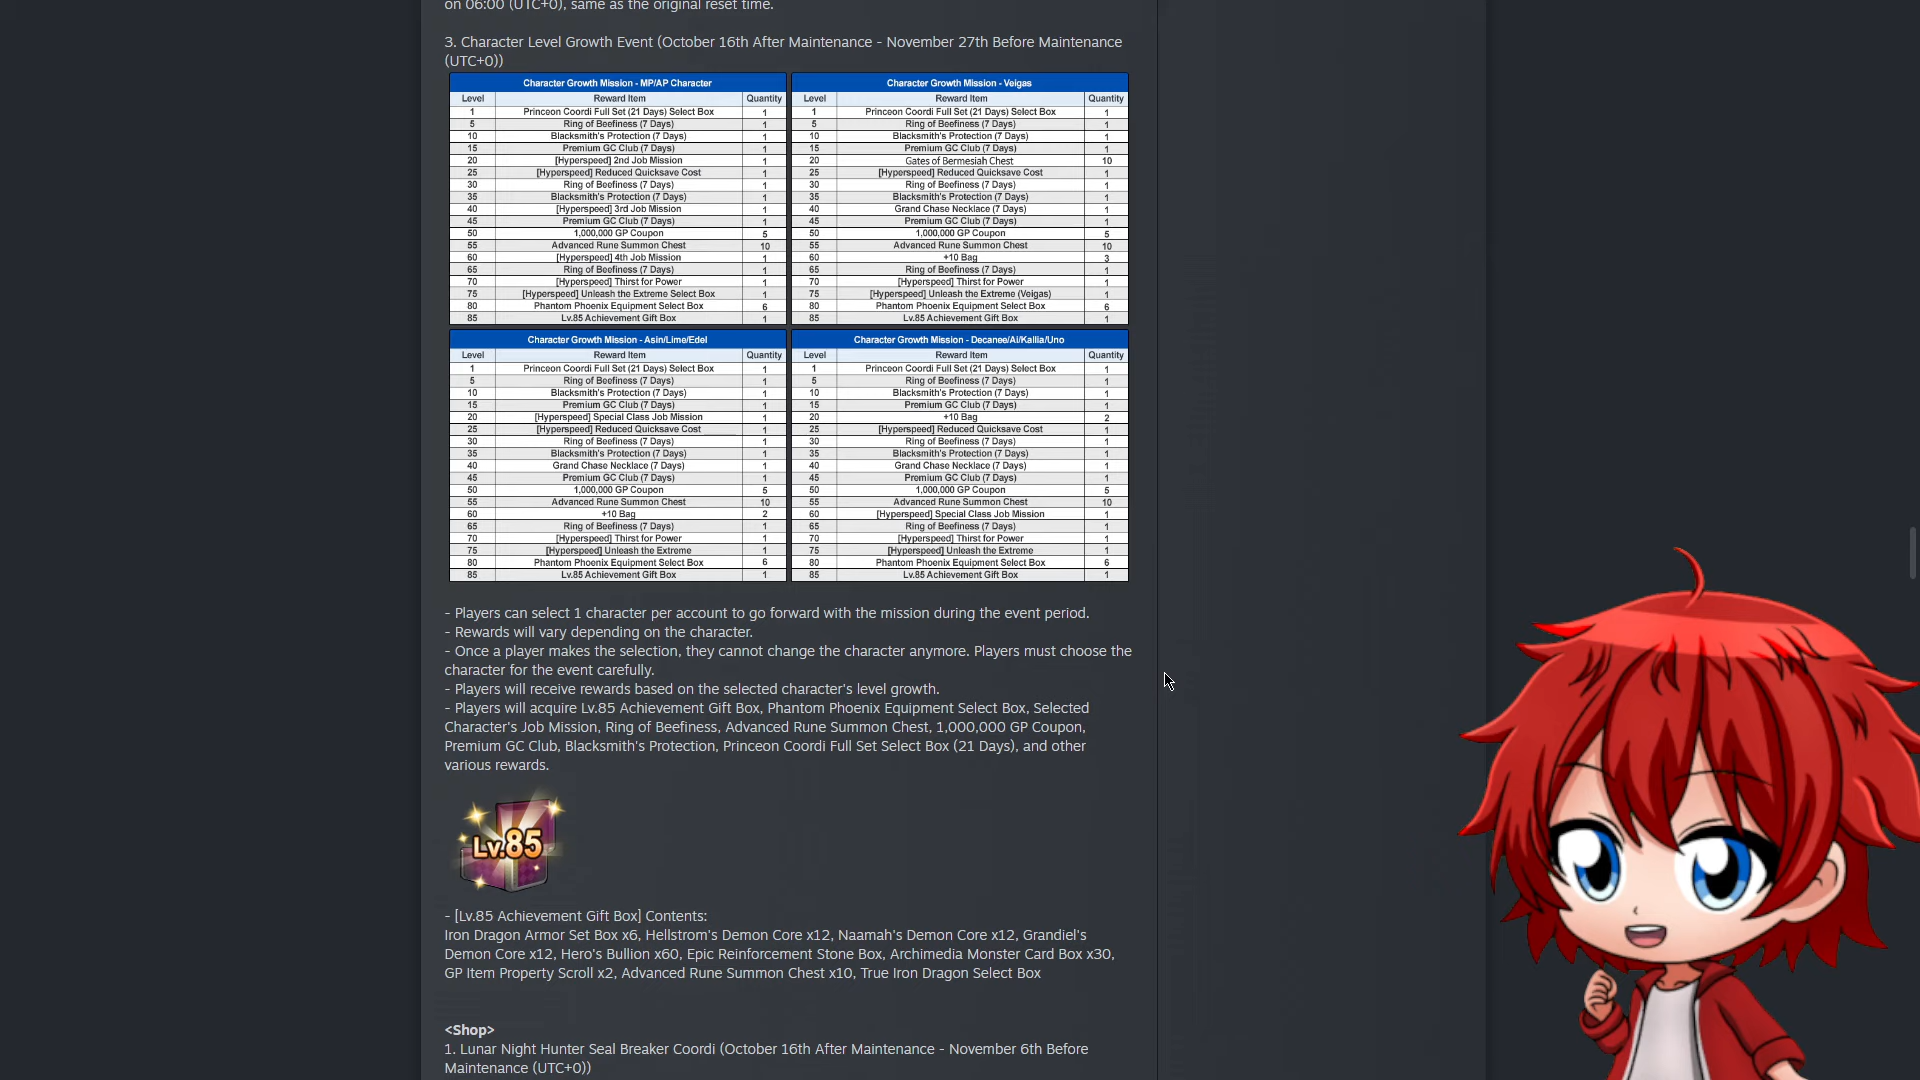 on 06:00 (UTC+0), same as the original reset time.
3. Character Level Growth Event (October 16th After Maintenance - November 27th Before Maintenance
(UTC+0))
Character Growth Mission - MP/AP Character
Level Reward Item Quantity
1 Princeon Coordi Full Set (21 Days) Select Box 1
5 Ring of Beefiness (7 Days) 1
10 Blacksmith's Protection (7 Days) 1
15 Premium GC Club (7 Days) 1
20 [Hyperspeed] 2nd Job Mission 1
25 [Hyperspeed] Reduced Quicksave Cost 1
30 Ring of Beefiness (7 Days) 1
35 Blacksmith's Protection (7 Days) 1
40 [Hyperspeed] 3rd Job Mission 1
45 Premium GC Club (7 Days) 1
50 1,000,000 GP Coupon 5
55 Advanced Rune Summon Chest 10
60 [Hyperspeed] 4th Job Mission 1
65 Ring of Beefiness (7 Days) 1
70 [Hyperspeed] Thirst for Power 1
75 [Hyperspeed] Unleash the Extreme Select Box 1
80 Phantom Phoenix Equipment Select Box 6
85 Lv.85 Achievement Gift Box 1
Character Growth Mission - Veigas
Level Reward Item Quantity
1 Princeon Coordi Full Set (21 Days) Select Box 1
5 Ring of Beefiness (7 Days) 1
10 Blacksmith's Protection (7 Days) 1
15 Premium GC Club (7 Days) 1
20 Gates of Bermesiah Chest 10
25 [Hyperspeed] Reduced Quicksave Cost 1
30 Ring of Beefiness (7 Days) 1
35 Blacksmith's Protection (7 Days) 1
40 Grand Chase Necklace (7 Days) 1
45 Premium GC Club (7 Days) 1
50 1,000,000 GP Coupon 5
55 Advanced Rune Summon Chest 10
60 +10 Bag 3
65 Ring of Beefiness (7 Days) 1
70 [Hyperspeed] Thirst for Power 1
75 [Hyperspeed] Unleash the Extreme (Veigas) 1
80 Phantom Phoenix Equipment Select Box 6
85 Lv.85 Achievement Gift Box 1
Character Growth Mission - Asin/Lime/Edel
Level Reward Item Quantity
1 Princeon Coordi Full Set (21 Days) Select Box 1
5 Ring of Beefiness (7 Days) 1
10 Blacksmith's Protection (7 Days) 1
15 Premium GC Club (7 Days) 1
20 [Hyperspeed] Special Class Job Mission 1
25 [Hyperspeed] Reduced Quicksave Cost 1
30 Ring of Beefiness (7 Days) 1
35 Blacksmith's Protection (7 Days) 1
40 Grand Chase Necklace (7 Days) 1
45 Premium GC Club (7 Days) 1
50 1,000,000 GP Coupon 5
55 Advanced Rune Summon Chest 10
60 +10 Bag 2
65 Ring of Beefiness (7 Days) 1
70 [Hyperspeed] Thirst for Power 1
75 [Hyperspeed] Unleash the Extreme 1
80 Phantom Phoenix Equipment Select Box 6
85 Lv.85 Achievement Gift Box 1
Character Growth Mission - Decanee/Ai/Kallia/Uno
Level Reward Item Quantity
1 Princeon Coordi Full Set (21 Days) Select Box 1
5 Ring of Beefiness (7 Days) 1
10 Blacksmith's Protection (7 Days) 1
15 Premium GC Club (7 Days) 1
20 +10 Bag 2
25 [Hyperspeed] Reduced Quicksave Cost 1
30 Ring of Beefiness (7 Days) 1
35 Blacksmith's Protection (7 Days) 1
40 Grand Chase Necklace (7 Days) 1
45 Premium GC Club (7 Days) 1
50 1,000,000 GP Coupon 5
55 Advanced Rune Summon Chest 10
60 [Hyperspeed] Special Class Job Mission 1
65 Ring of Beefiness (7 Days) 1
70 [Hyperspeed] Thirst for Power 1
75 [Hyperspeed] Unleash the Extreme 1
80 Phantom Phoenix Equipment Select Box 6
85 Lv.85 Achievement Gift Box 1
- Players can select 1 character per account to go forward with the mission during the event period.
- Rewards will vary depending on the character.
- Once a player makes the selection, they cannot change the character anymore. Players must choose the
character for the event carefully.
- Players will receive rewards based on the selected character's level growth.
- Players will acquire Lv.85 Achievement Gift Box, Phantom Phoenix Equipment Select Box, Selected
Character's Job Mission, Ring of Beefiness, Advanced Rune Summon Chest, 1,000,000 GP Coupon,
Premium GC Club, Blacksmith's Protection, Princeon Coordi Full Set Select Box (21 Days), and other
various rewards.
Lv.85
- [Lv.85 Achievement Gift Box] Contents:
Iron Dragon Armor Set Box x6, Hellstrom's Demon Core x12, Naamah's Demon Core x12, Grandiel's
Demon Core x12, Hero's Bullion x60, Epic Reinforcement Stone Box, Archimedia Monster Card Box x30,
GP Item Property Scroll x2, Advanced Rune Summon Chest x10, True Iron Dragon Select Box
<Shop>
1. Lunar Night Hunter Seal Breaker Coordi (October 16th After Maintenance - November 6th Before
Maintenance (UTC+0))